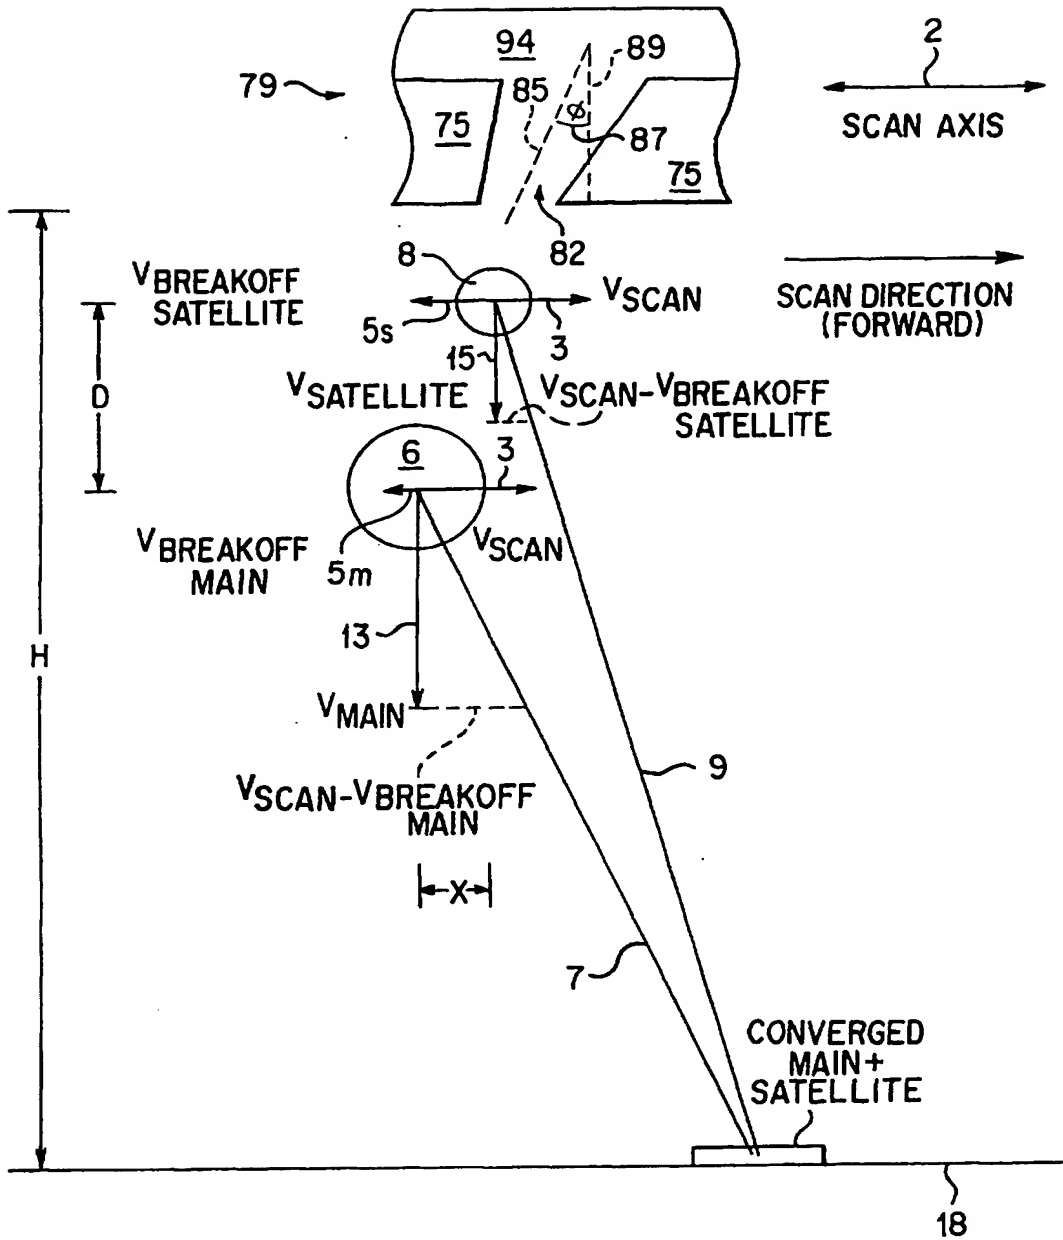 94
89
2
79
85
φ
75
87
SCAN AXIS
75
82
8
VBREAKOFF
SATELLITE
VSCAN
SCAN DIRECTION
(FORWARD)
5s
3
15
D
VSATELLITE
VSCAN-VBREAKOFF
SATELLITE
6
3
VBREAKOFF
MAIN
5m
VSCAN
13
H
VMAIN
9
VSCAN-VBREAKOFF
MAIN
X
7
CONVERGED
MAIN+
SATELLITE
18